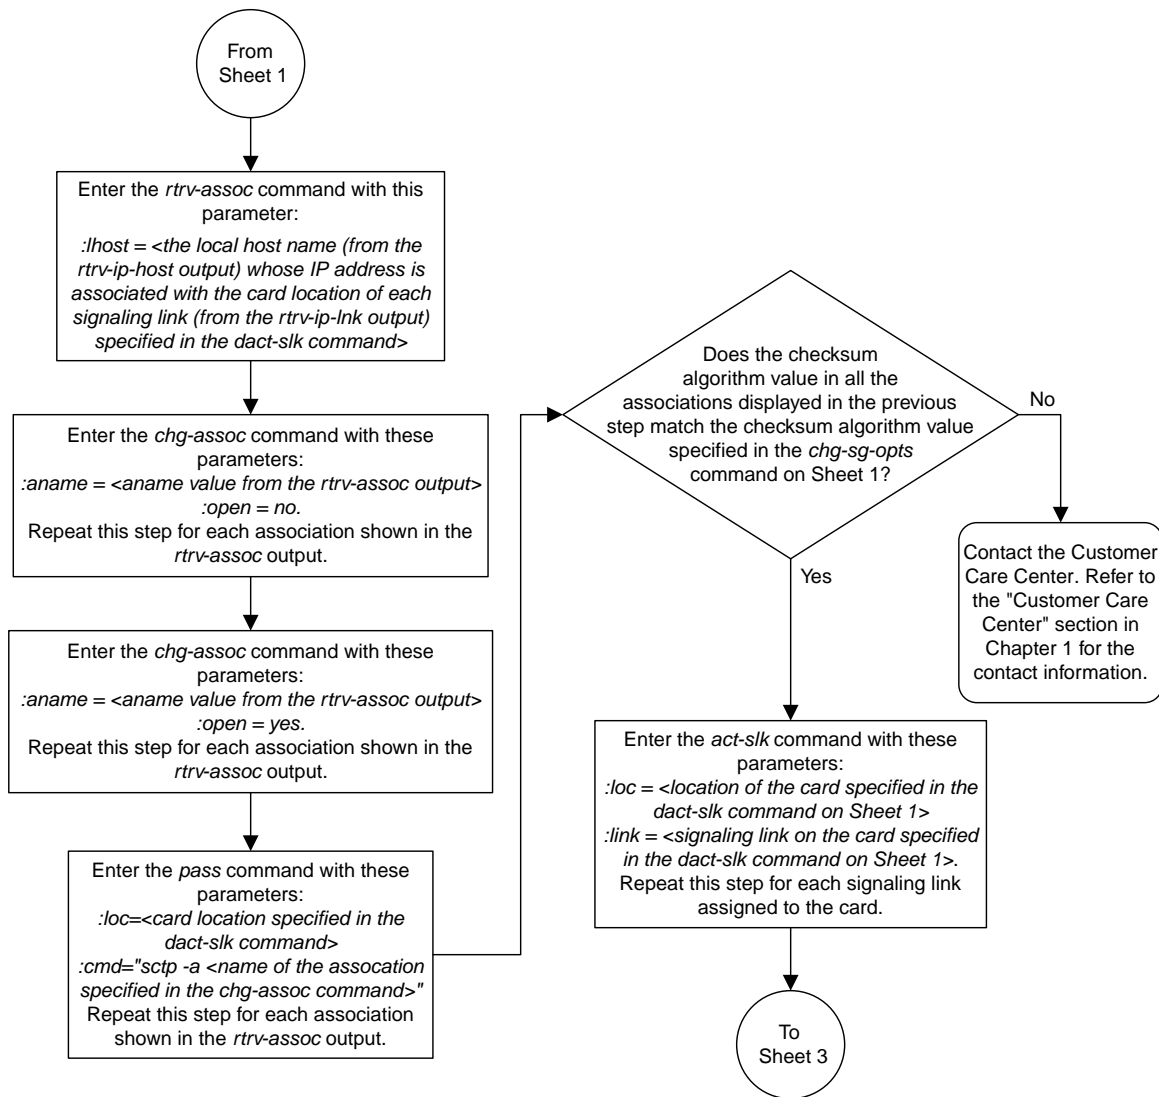 From
Sheet 1
Enter the rtrv-assoc command with this
parameter:
:lhost = <the local host name (from the
rtrv-ip-host output) whose IP address is
associated with the card location of each
signaling link (from the rtrv-ip-lnk output)
specified in the dact-slk command>
Enter the chg-assoc command with these
parameters:
:aname = <aname value from the rtrv-assoc output>
:open = no.
Repeat this step for each association shown in the
rtrv-assoc output.
Enter the chg-assoc command with these
parameters:
:aname = <aname value from the rtrv-assoc output>
:open = yes.
Repeat this step for each association shown in the
rtrv-assoc output.
Enter the pass command with these
parameters:
:loc=<card location specified in the
dact-slk command>
:cmd="sctp -a <name of the assocation
specified in the chg-assoc command>"
Repeat this step for each association
shown in the rtrv-assoc output.
Does the checksum
algorithm value in all the
associations displayed in the previous
step match the checksum algorithm value
specified in the chg-sg-opts
command on Sheet 1?
No
Contact the Customer
Care Center. Refer to
the "Customer Care
Center" section in
Chapter 1 for the
contact information.
Yes
Enter the act-slk command with these
parameters:
:loc = <location of the card specified in the
dact-slk command on Sheet 1>
:link = <signaling link on the card specified
in the dact-slk command on Sheet 1>.
Repeat this step for each signaling link
assigned to the card.
To
Sheet 3